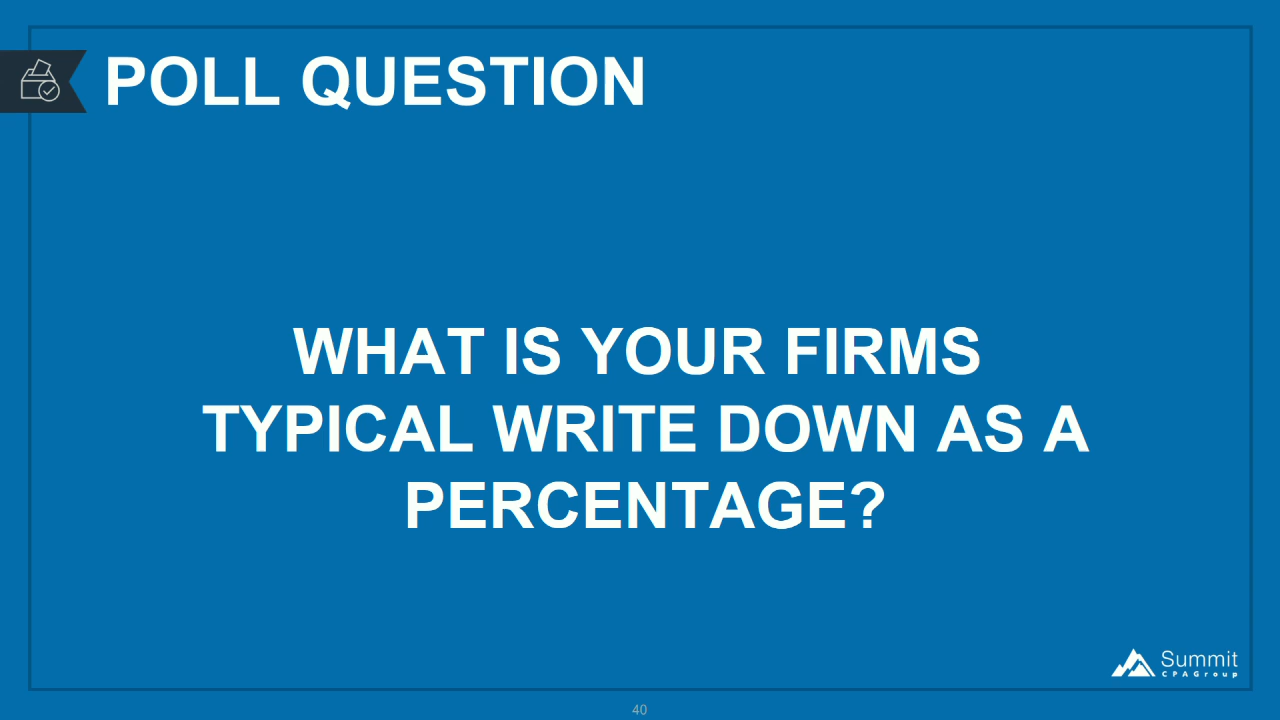 POLL QUESTION
WHAT IS YOUR FIRMS
TYPICAL WRITE DOWN AS A
PERCENTAGE?
Summit
CPAGroup
40